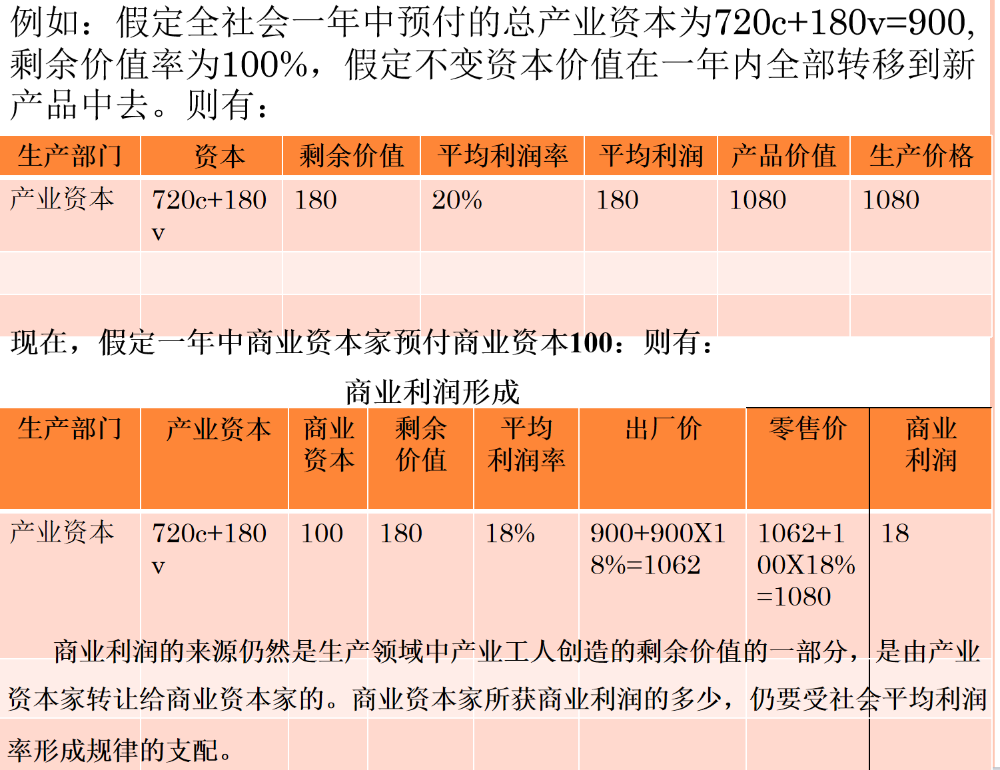 例如：假定全社会一年中预付的总产业资本为720c+180v=900,
剩余价值率为100%，假定不变资本价值在一年内全部转移到新
产品中去。则有：
生产部门 资本 剩余价值 平均利润率 平均利润 产品价值 生产价格
产业资本 720c+180 180 20% 180 1080 1080
v
现在，假定一年中商业资本家预付商业资本100：则有：
商业利润形成
生产部门 产业资本 商业 剩余 平均 出厂价 零售价 商业
资本 价值 利润率 利润
产业资本 720c+180 100 180 18% 900+900X1 1062+1 18
v 8%=1062 00X18%
=1080
商业利润的来源仍然是生产领域中产业工人创造的剩余价值的一部分，是由产业
资本家转让给商业资本家的。商业资本家所获商业利润的多少，仍要受社会平均利润
率形成规律的支配。